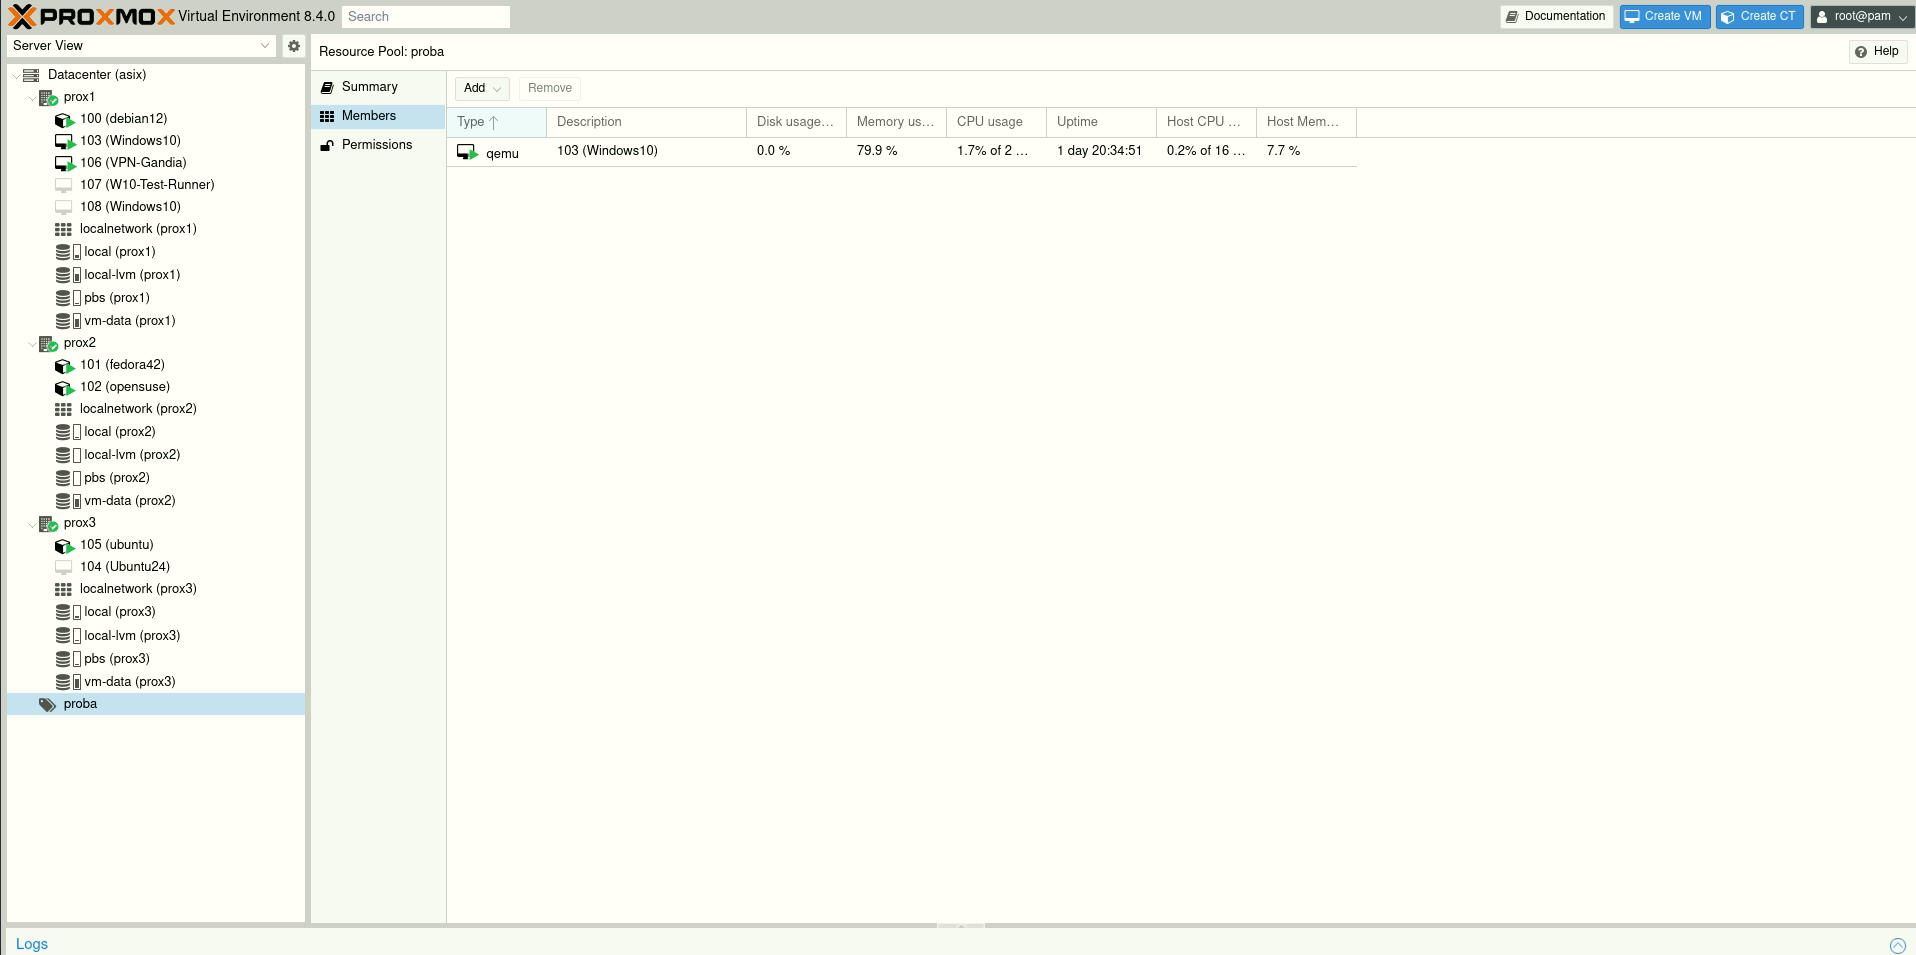 PROXMOX Virtual Environment 8.4.0 Search Documentation Create VM Create CT root@pam
Server View
Resource Pool: proba Help
Datacenter (asix)
prox1
100 (debian12)
103 (Windows10)
106 (VPN-Gandia)
107 (W10-Test-Runner)
108 (Windows10)
localnetwork (prox1)
local (prox1)
local-lvm (prox1)
pbs (prox1)
vm-data (prox1)
prox2
101 (fedora42)
102 (opensuse)
localnetwork (prox2)
local (prox2)
local-lvm (prox2)
pbs (prox2)
vm-data (prox2)
prox3
105 (ubuntu)
104 (Ubuntu24)
localnetwork (prox3)
local (prox3)
local-lvm (prox3)
pbs (prox3)
vm-data (prox3)
proba
Summary
Members
Permissions
Add Remove
Type Description Disk usage... Memory us... CPU usage Uptime Host CPU ... Host Mem...
qemu 103 (Windows10) 0.0 % 79.9 % 1.7% of 2 ... 1 day 20:34:51 0.2% of 16 ... 7.7 %
Logs